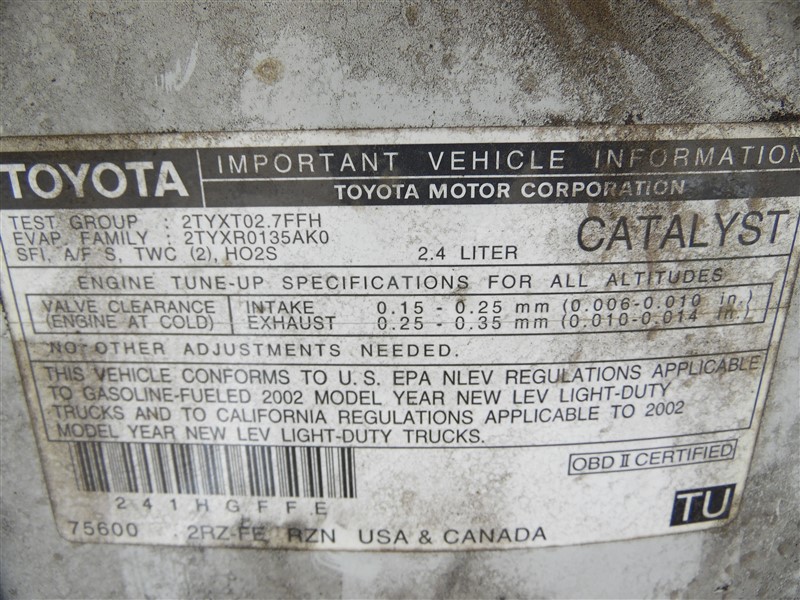 TOYOTA IMPORTANT VEHICLE INFORMATION
TOYOTA MOTOR CORPORATION
TEST GROUP : 2TYXT02.7FFH
EVAP. FAMILY : 2TYXR0135AK0
SFI, A/F S, TWC (2), HO2S 2.4 LITER CATALYST
ENGINE TUNE-UP SPECIFICATIONS FOR ALL ALTITUDES
VALVE CLEARANCE INTAKE 0.15 - 0.25 mm (0.006-0.010 in.)
(ENGINE AT COLD) EXHAUST 0.25 - 0.35 mm (0.010-0.014 in.)
NO OTHER ADJUSTMENTS NEEDED.
THIS VEHICLE CONFORMS TO U.S. EPA NLEV REGULATIONS APPLICABLE
TO GASOLINE-FUELED 2002 MODEL YEAR NEW LEV LIGHT-DUTY
TRUCKS AND TO CALIFORNIA REGULATIONS APPLICABLE TO 2002
MODEL YEAR NEW LEV LIGHT-DUTY TRUCKS.
OBD II CERTIFIED
241HGFFE
TU
75600 2RZ-FE, RZN USA & CANADA